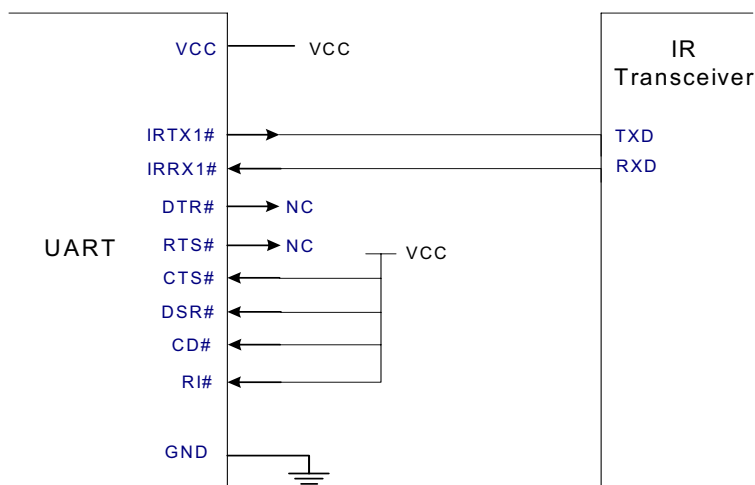 VCC
VCC
IR
Transceiver
IRTX1#
TXD
IRRX1#
RXD
DTR#
NC
UART
RTS#
NC
VCC
CTS#
DSR#
CD#
RI#
GND